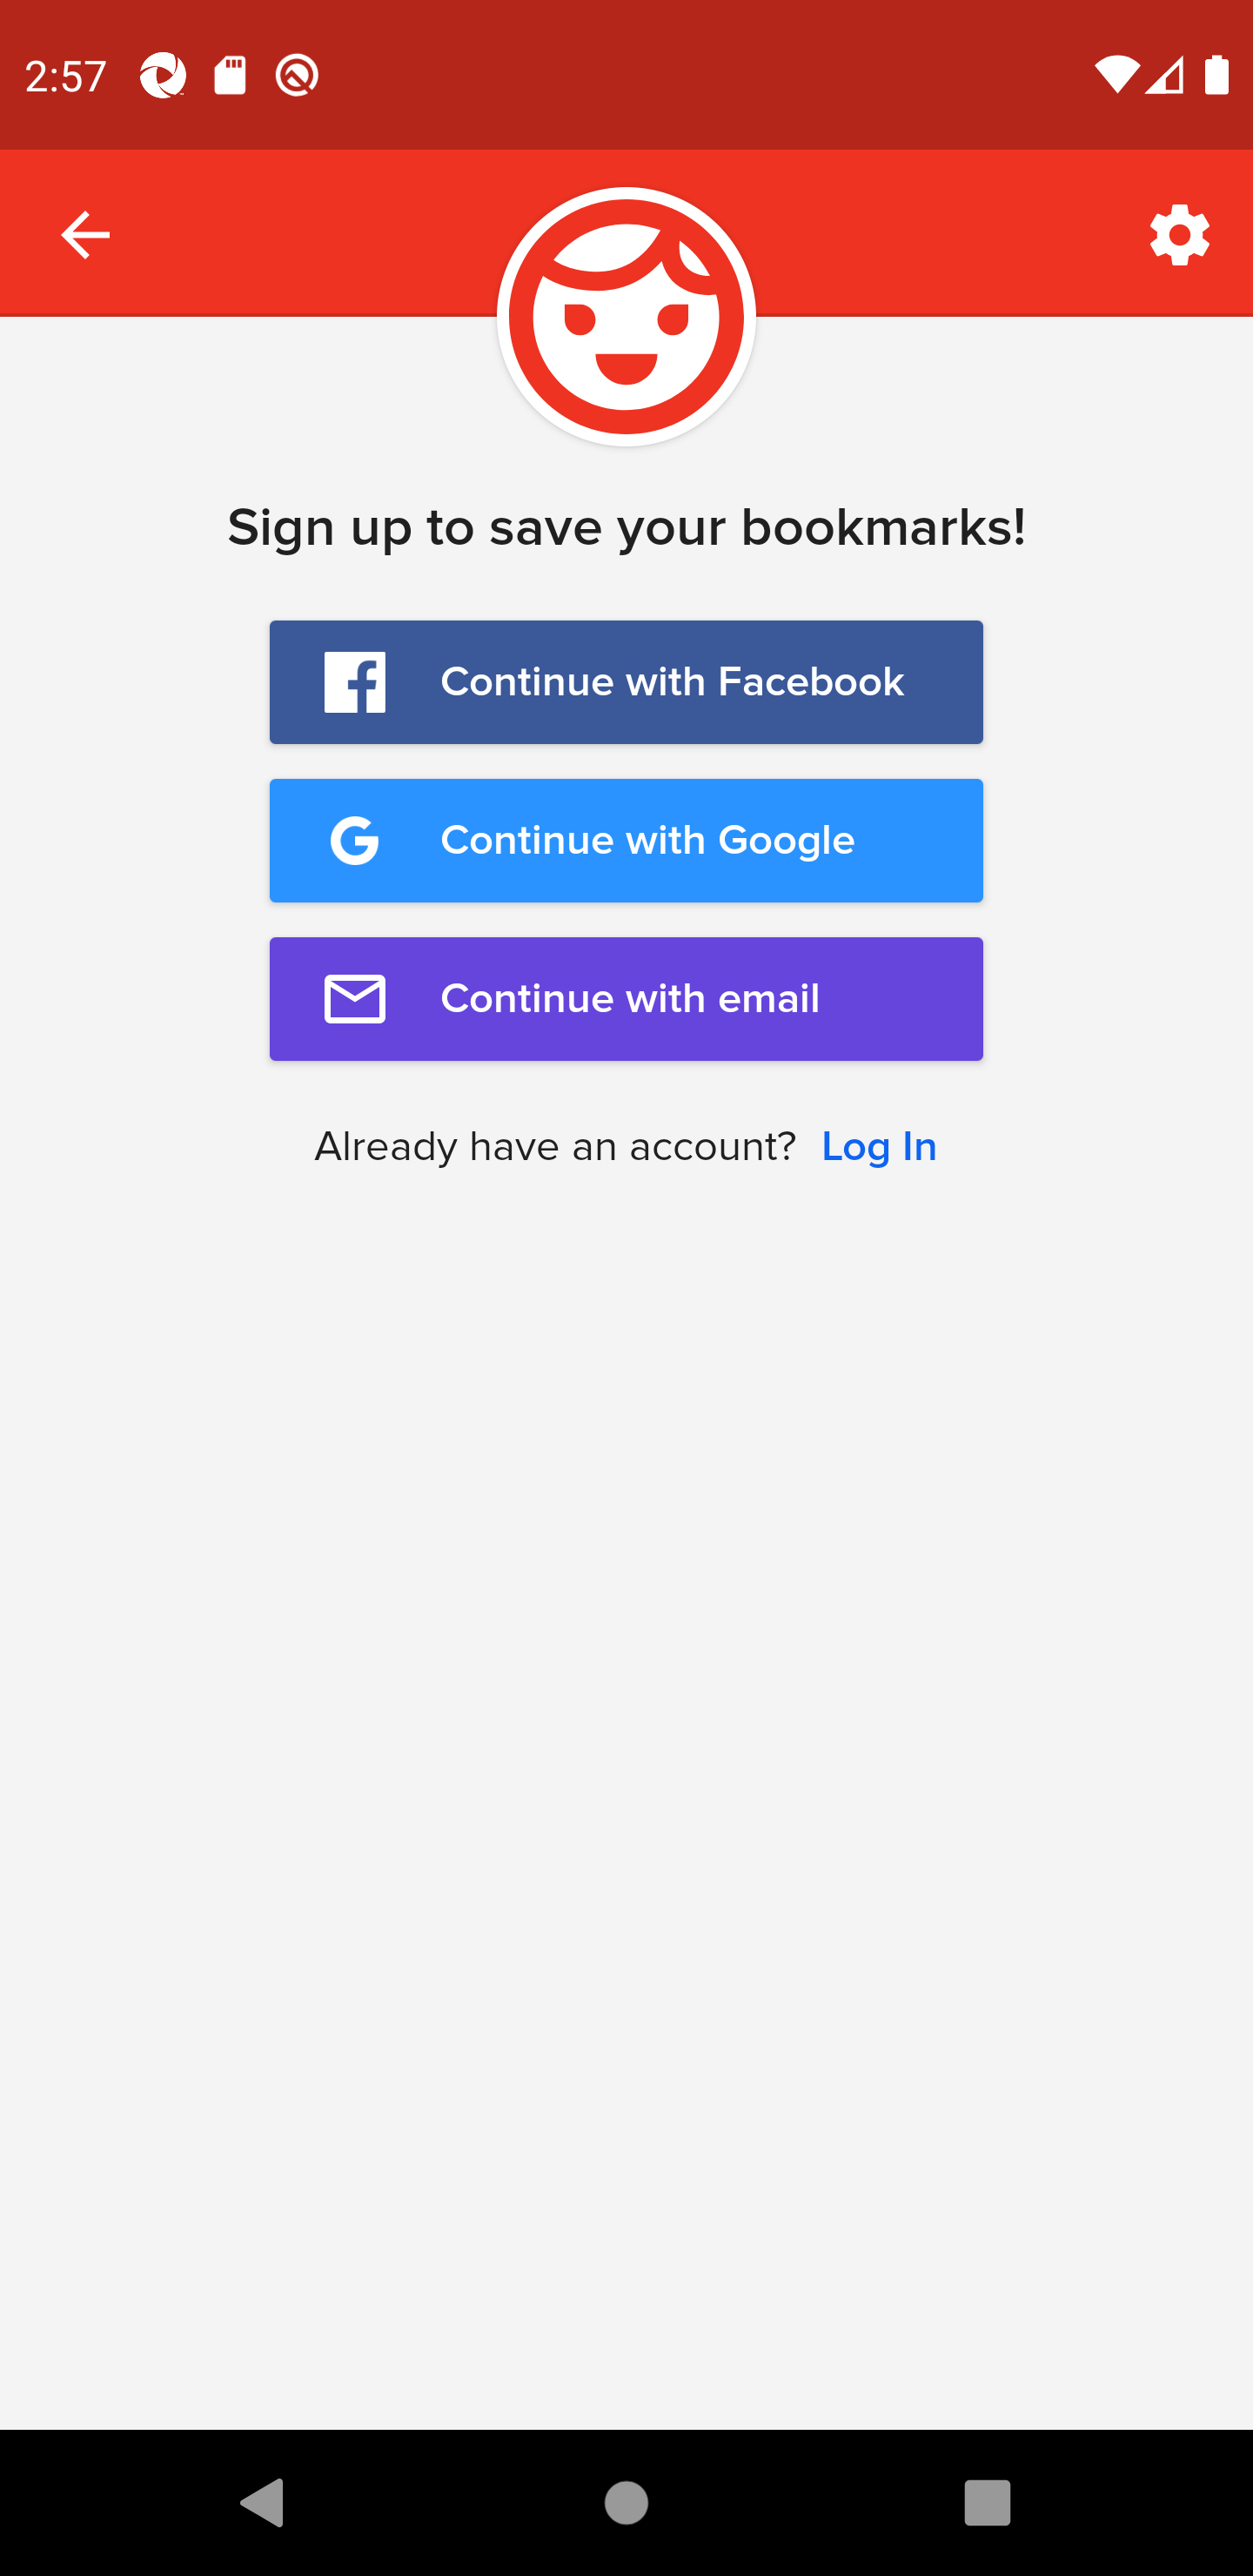 2:57
Sign up to save your bookmarks!
Continue with Facebook
Continue with Google
Continue with email
Already have an account? Log In